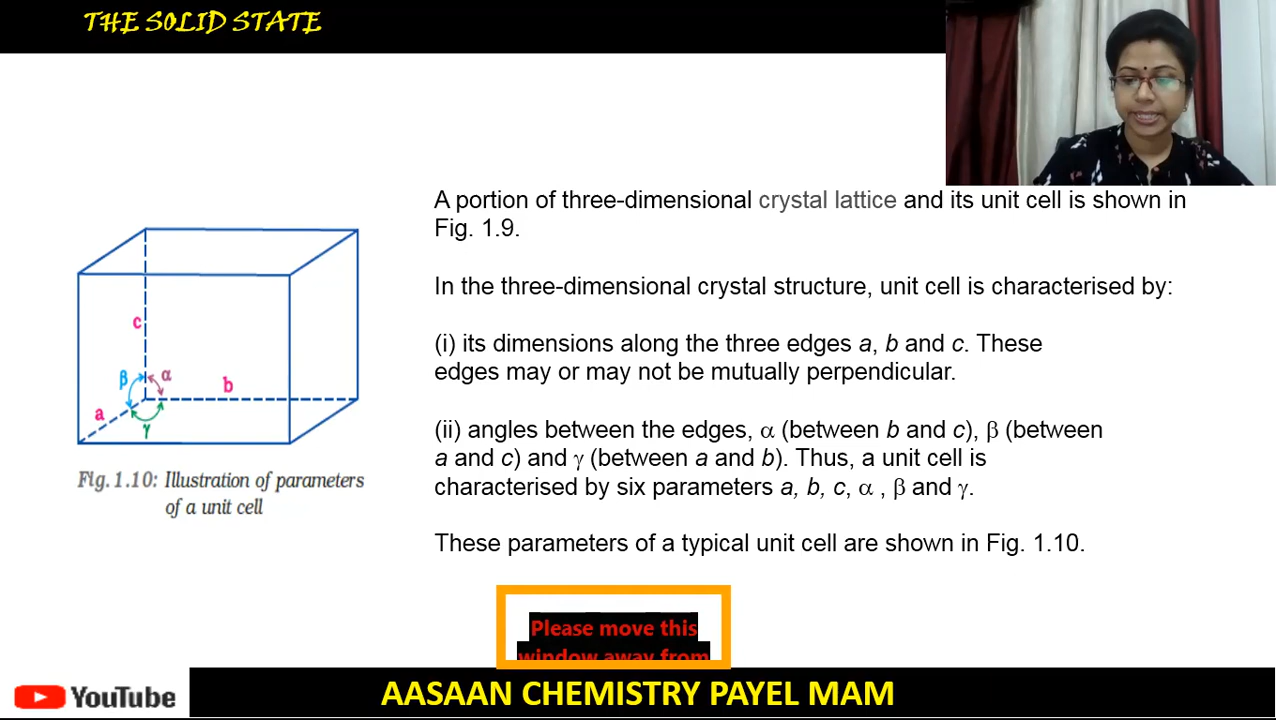 THE SOLID STATE
A portion of three-dimensional crystal lattice and its unit cell is shown in
Fig. 1.9.
In the three-dimensional crystal structure, unit cell is characterised by:
(i) its dimensions along the three edges a, b and c. These
edges may or may not be mutually perpendicular.
(ii) angles between the edges, α (between b and c), β (between
a and c) and γ (between a and b). Thus, a unit cell is
characterised by six parameters a, b, c, α , β and γ.
These parameters of a typical unit cell are shown in Fig. 1.10.
c
β α
b
a
γ
Fig. 1.10: Illustration of parameters
of a unit cell
Please move this
window away from
YouTube
AASAAN CHEMISTRY PAYEL MAM